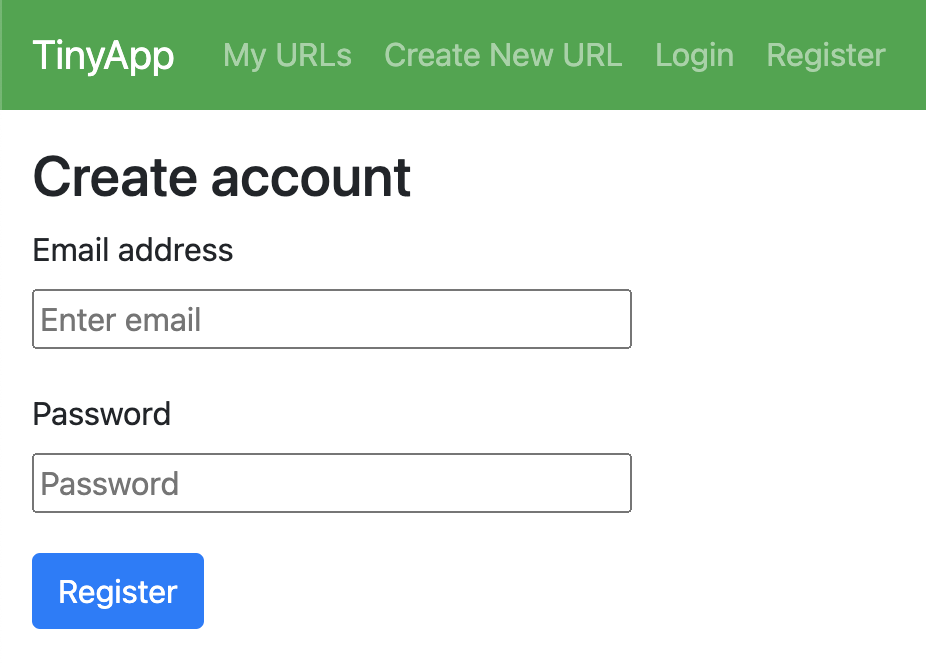 TinyApp My URLs Create New URL Login Register
Create account
Email address
Enter email
Password
Password
Register